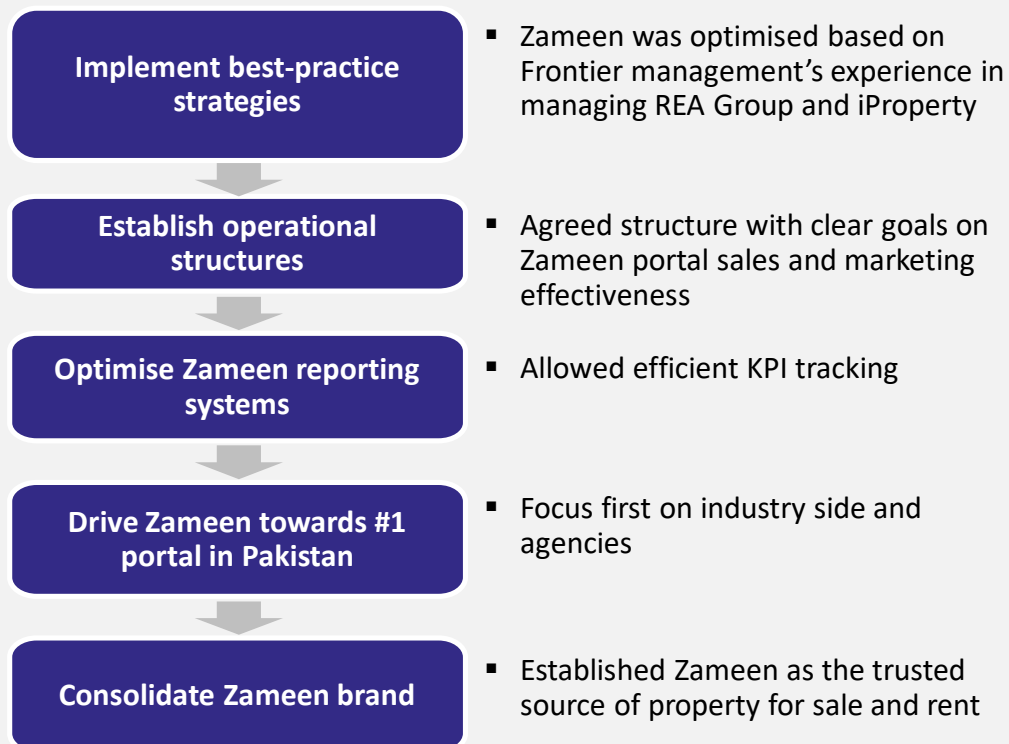 Implement best-practice
strategies
▪ Zameen was optimised based on
Frontier management’s experience in
managing REA Group and iProperty
Establish operational
structures
▪ Agreed structure with clear goals on
Zameen portal sales and marketing
effectiveness
Optimise Zameen reporting
systems
▪ Allowed efficient KPI tracking
Drive Zameen towards #1
portal in Pakistan
▪ Focus first on industry side and
agencies
Consolidate Zameen brand
▪ Established Zameen as the trusted
source of property for sale and rent